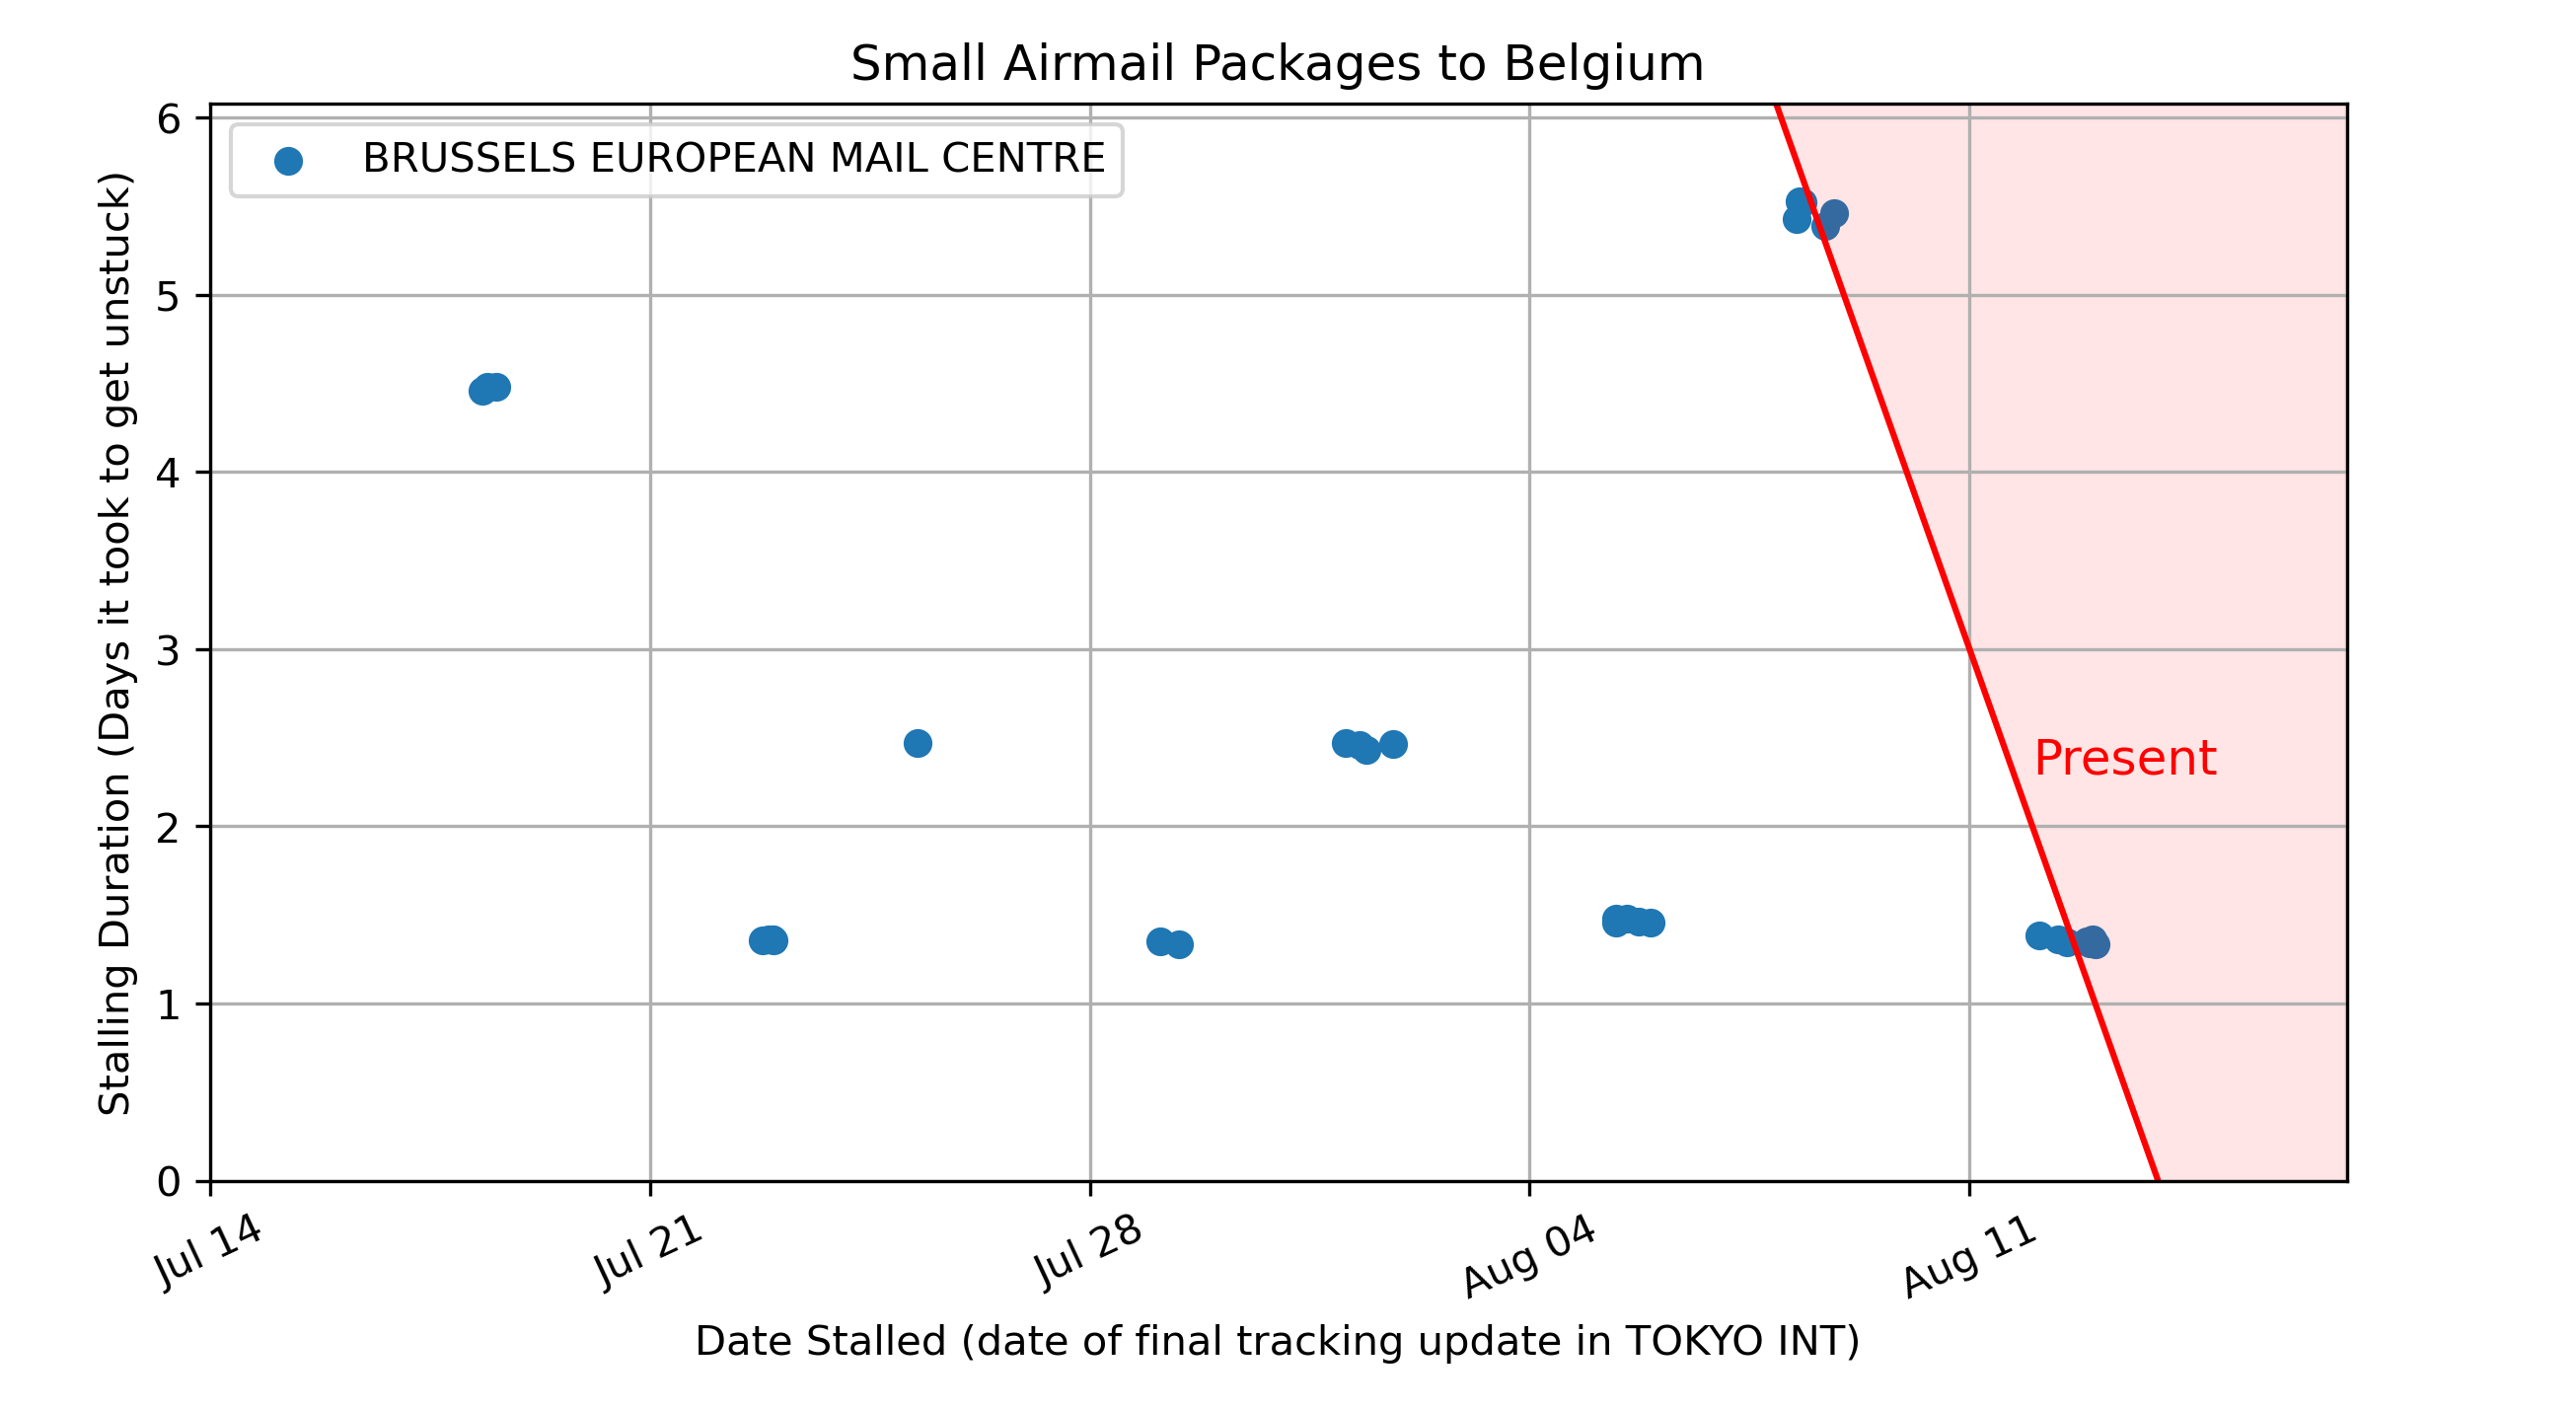 Small Airmail Packages to Belgium
BRUSSELS EUROPEAN MAIL CENTRE
Stalling Duration (Days it took to get unstuck)
6
5
4
3
2
1
0
Present
Jul 14
Jul 21
Jul 28
Aug 04
Aug 11
Date Stalled (date of final tracking update in TOKYO INT)